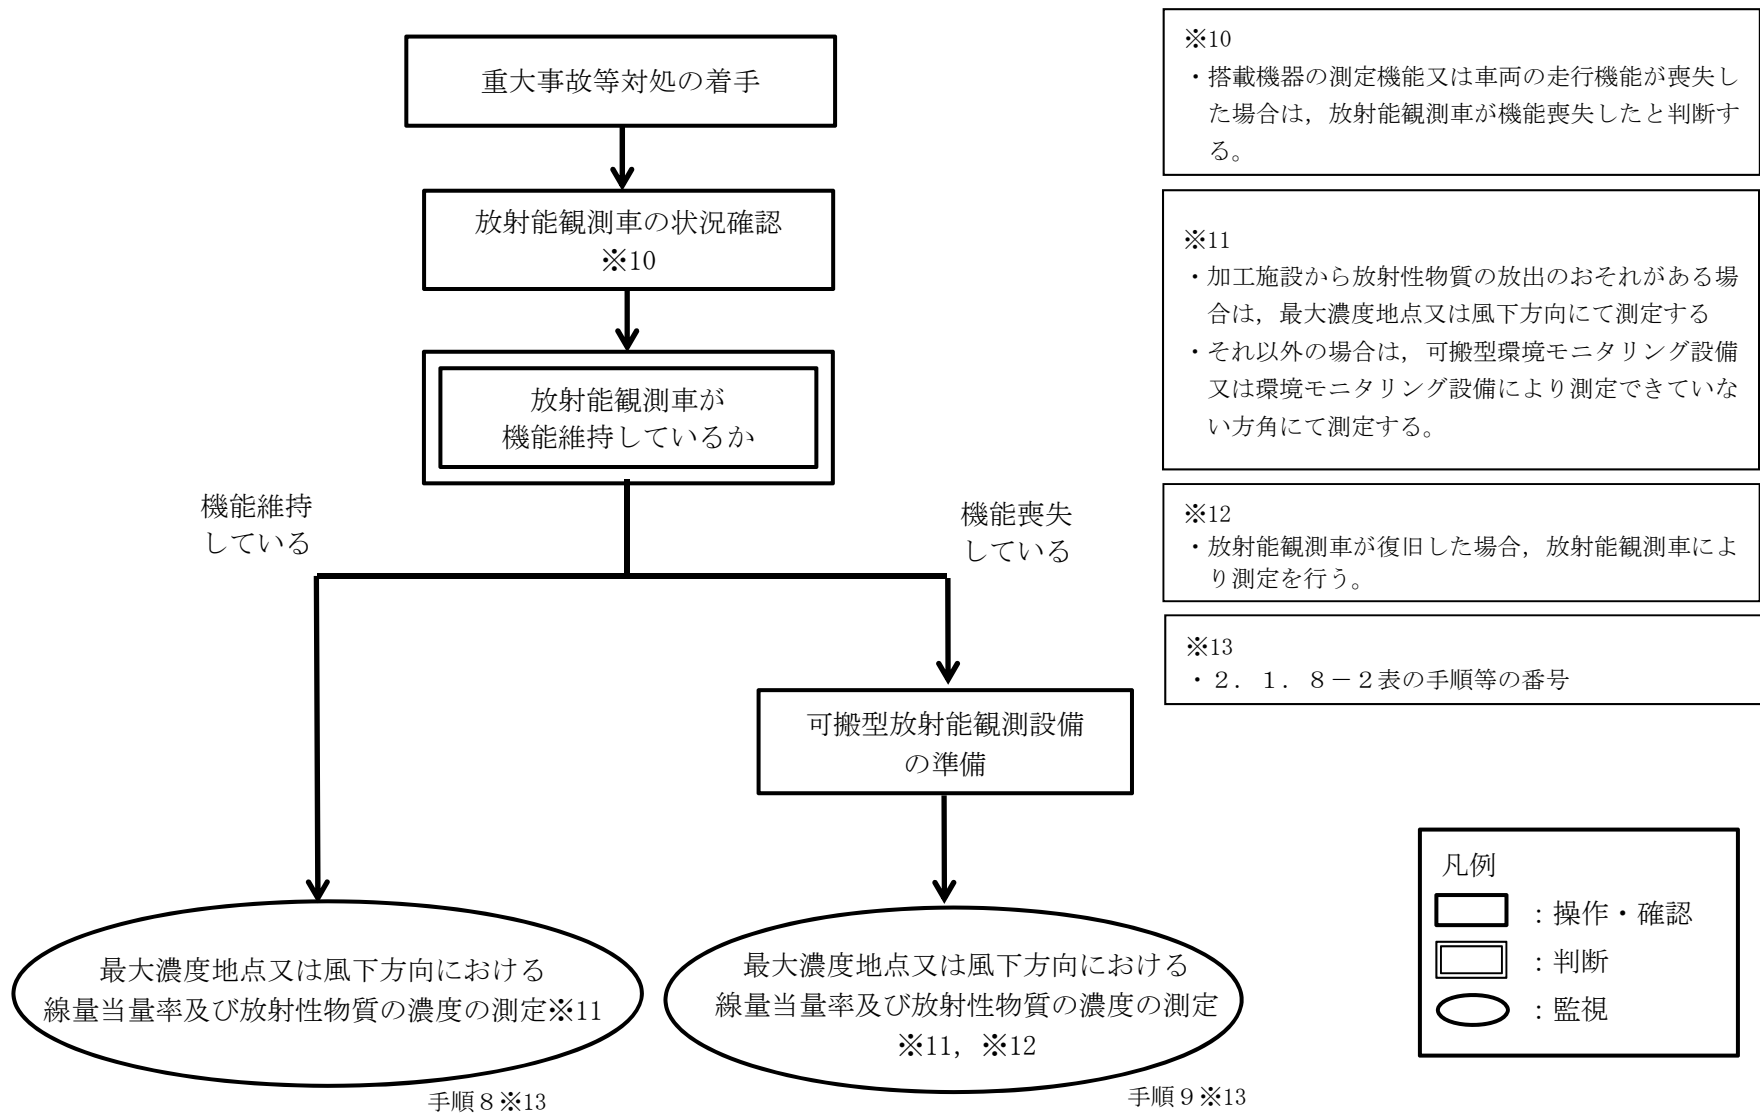 重大事故等対処の着手
放射能観測車の状況確認
※10
放射能観測車が
機能維持しているか
機能維持
している
機能喪失
している
可搬型放射能観測設備
の準備
最大濃度地点又は風下方向における
線量当量率及び放射性物質の濃度の測定※11
手順８※13
最大濃度地点又は風下方向における
線量当量率及び放射性物質の濃度の測定
※11，※12
手順９※13
※10
・搭載機器の測定機能又は車両の走行機能が喪失し
た場合は，放射能観測車が機能喪失したと判断す
る。
※11
・加工施設から放射性物質の放出のおそれがある場
合は，最大濃度地点又は風下方向にて測定する
・それ以外の場合は，可搬型環境モニタリング設備
又は環境モニタリング設備により測定できていな
い方角にて測定する。
※12
・放射能観測車が復旧した場合，放射能観測車によ
り測定を行う。
※13
・２．１．８－２表の手順等の番号
凡例
：操作・確認
：判断
：監視